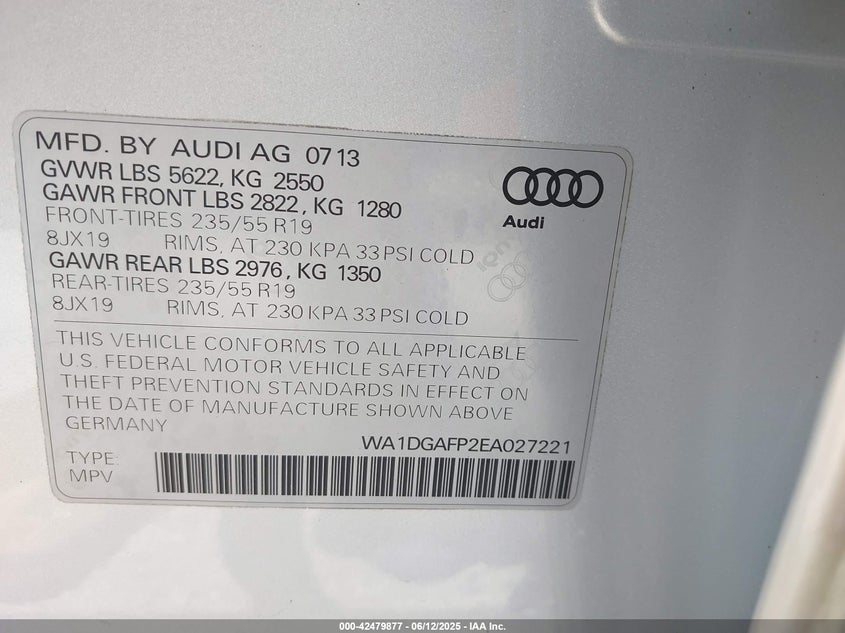 MFD. BY AUDI AG 07 13
GVWR LBS 5622, KG 2550
GAWR FRONT LBS 2822, KG 1280
FRONT-TIRES 235/55 R19
8JX19 RIMS, AT 230 KPA 33 PSI COLD
GAWR REAR LBS 2976, KG 1350
REAR-TIRES 235/55 R19
8JX19 RIMS, AT 230 KPA 33 PSI COLD
Audi
THIS VEHICLE CONFORMS TO ALL APPLICABLE
U.S. FEDERAL MOTOR VEHICLE SAFETY AND
THEFT PREVENTION STANDARDS IN EFFECT ON
THE DATE OF MANUFACTURE SHOWN ABOVE
GERMANY
WA1DGAFP2EA027221
TYPE:
MPV
000-42479877 - 06/12/2025 - IAA Inc.